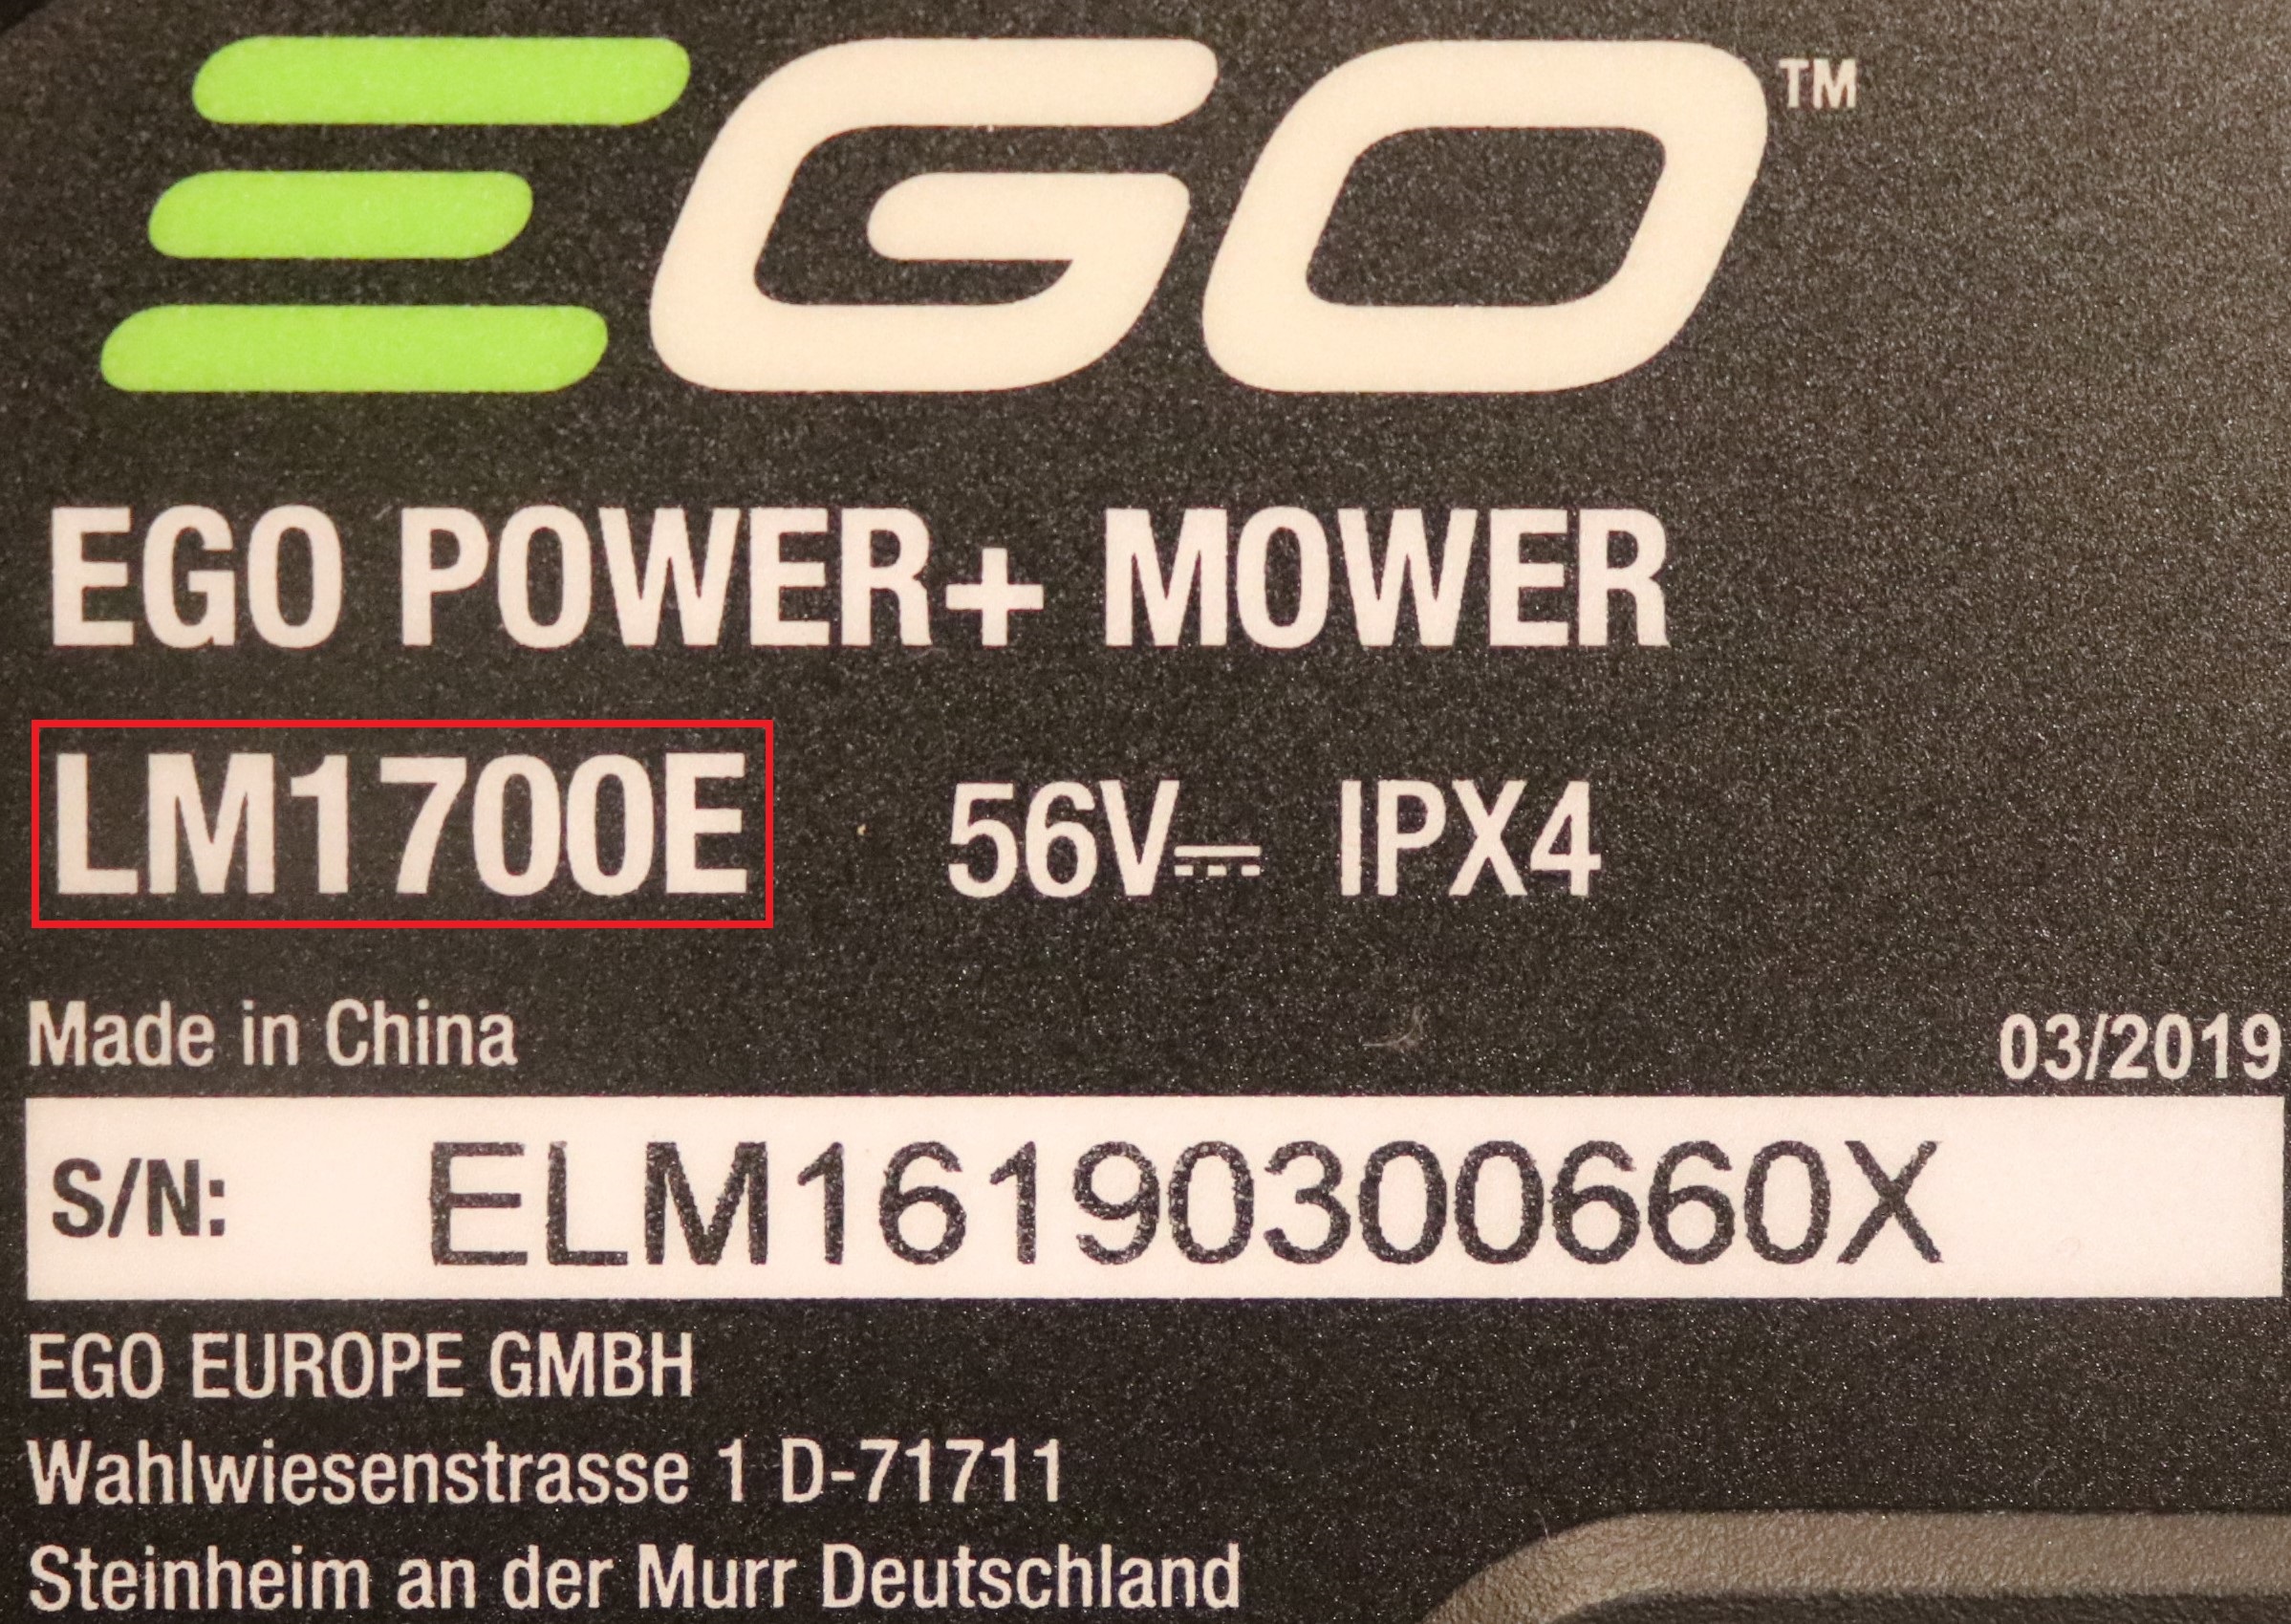 EGO™
EGO POWER+ MOWER
LM1700E 56V⎓ IPX4
Made in China 03/2019
S/N: ELM16190300660X
EGO EUROPE GMBH
Wahlwiesenstrasse 1 D-71711
Steinheim an der Murr Deutschland